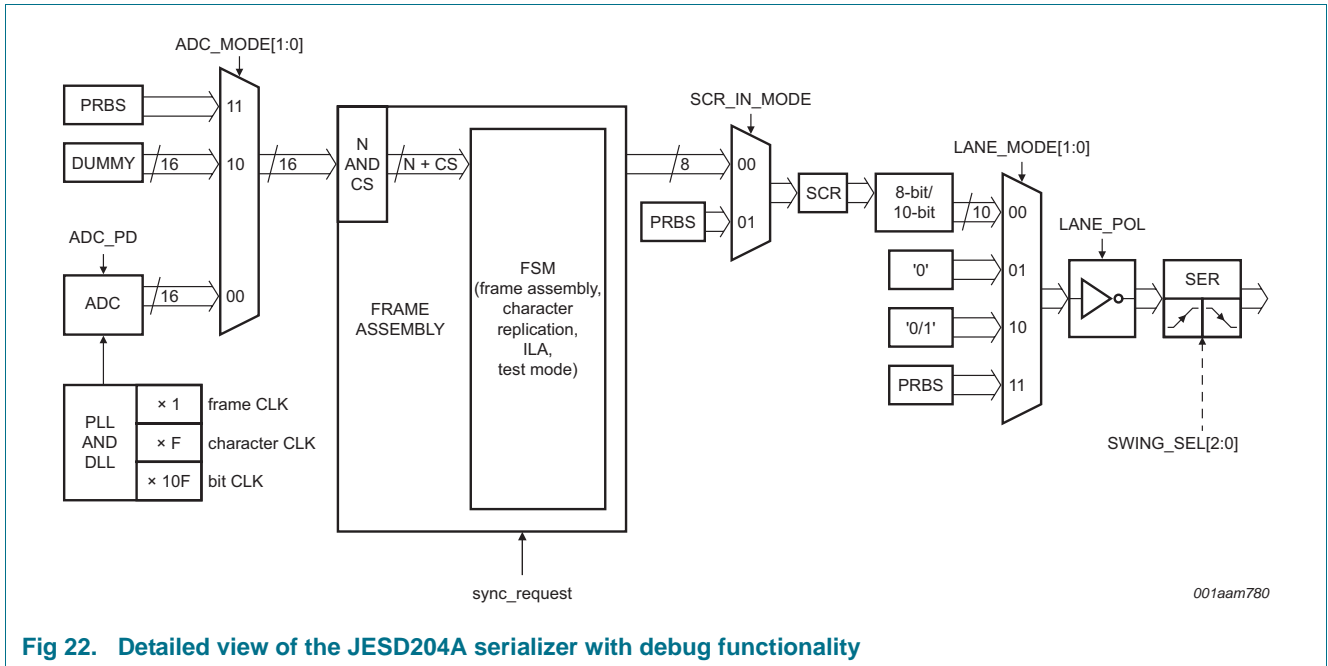 ADC_MODE[1:0]
PRBS
11
DUMMY
16
10
16
ADC_PD
ADC
16
00
PLL
AND
DLL
× 1
frame CLK
× F
character CLK
× 10F
bit CLK
N
AND
CS
N + CS
FRAME
ASSEMBLY
FSM
(frame assembly,
character
replication,
ILA,
test mode)
sync_request
SCR_IN_MODE
8
00
PRBS
01
SCR
8-bit/
10-bit
10
LANE_MODE[1:0]
00
'0'
01
'0/1'
10
PRBS
11
LANE_POL
SER
SWING_SEL[2:0]
001aam780
Fig 22. Detailed view of the JESD204A serializer with debug functionality